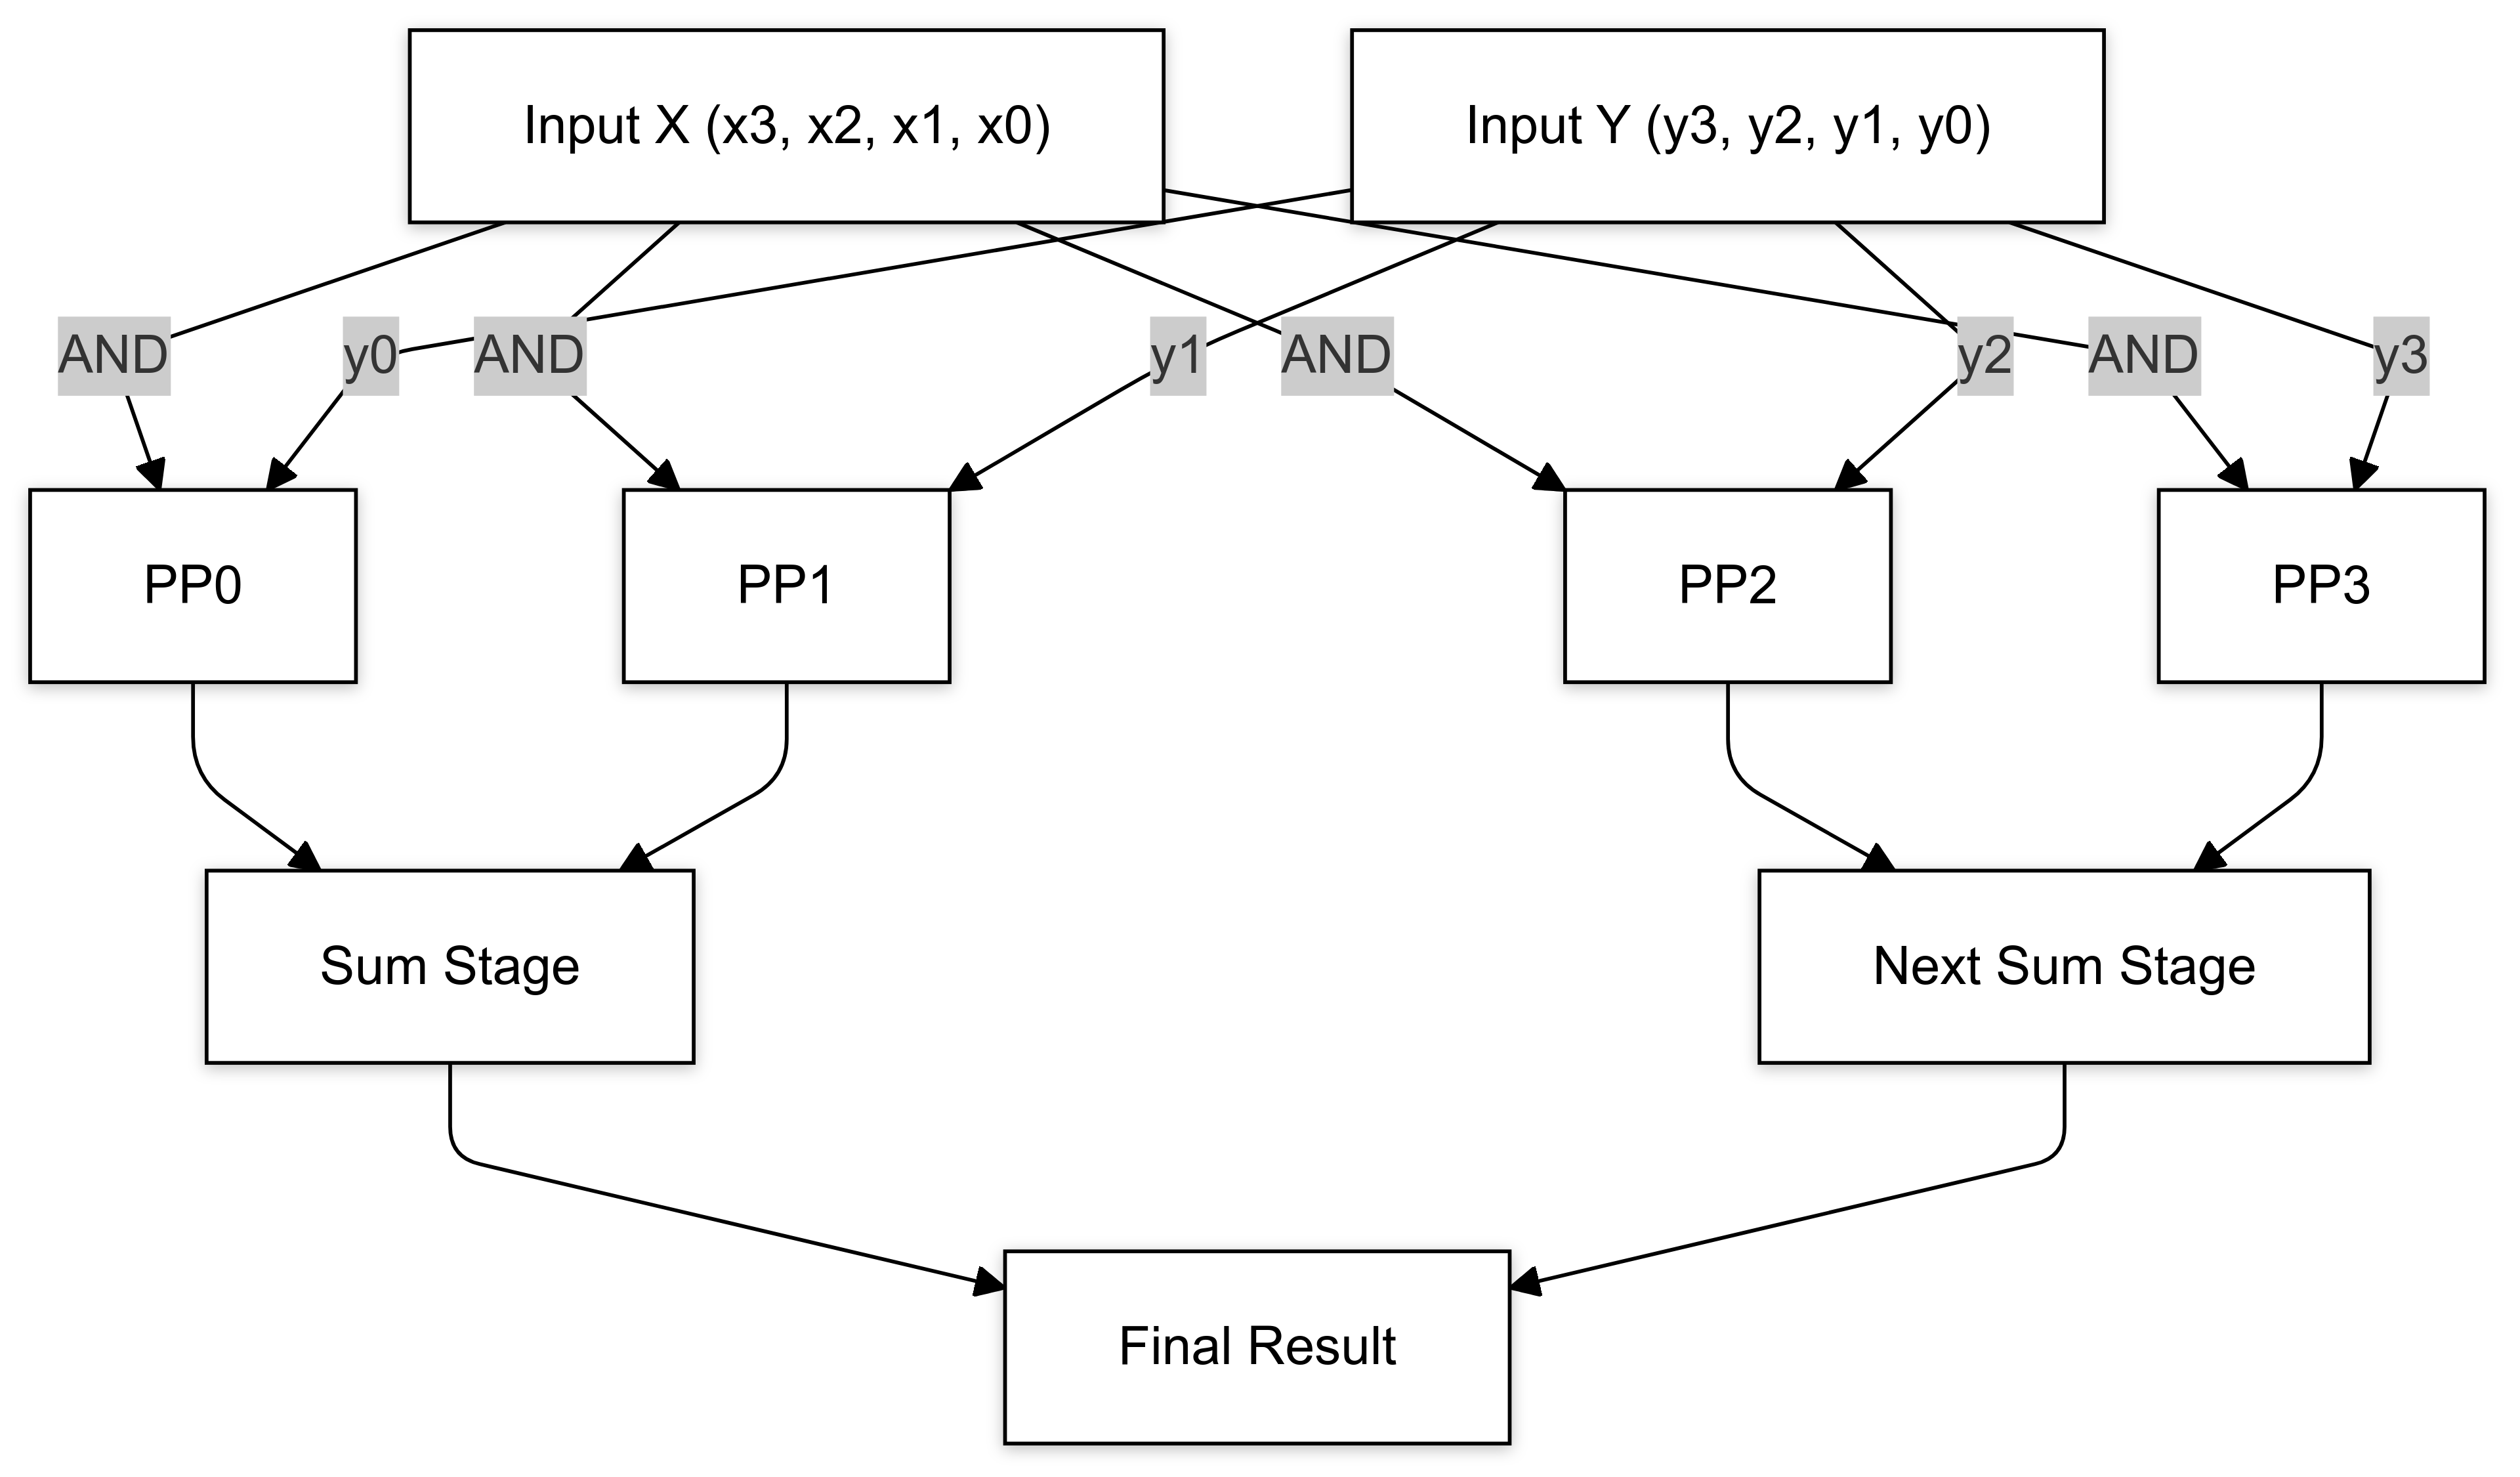 Input X (x3, x2, x1, x0)
Input Y (y3, y2, y1, y0)
AND
y0
AND
y1
AND
y2
AND
y3
PP0
PP1
PP2
PP3
Sum Stage
Next Sum Stage
Final Result